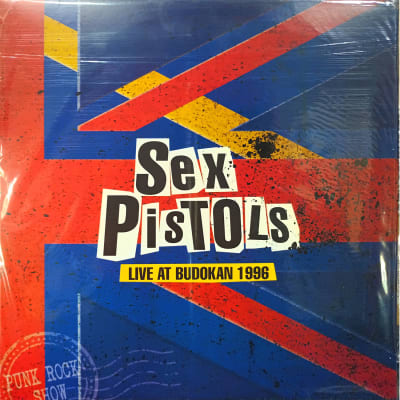 Sex
PiSTOLS
LIVE AT BUDOKAN 1996
PUNK ROCK
SHOW